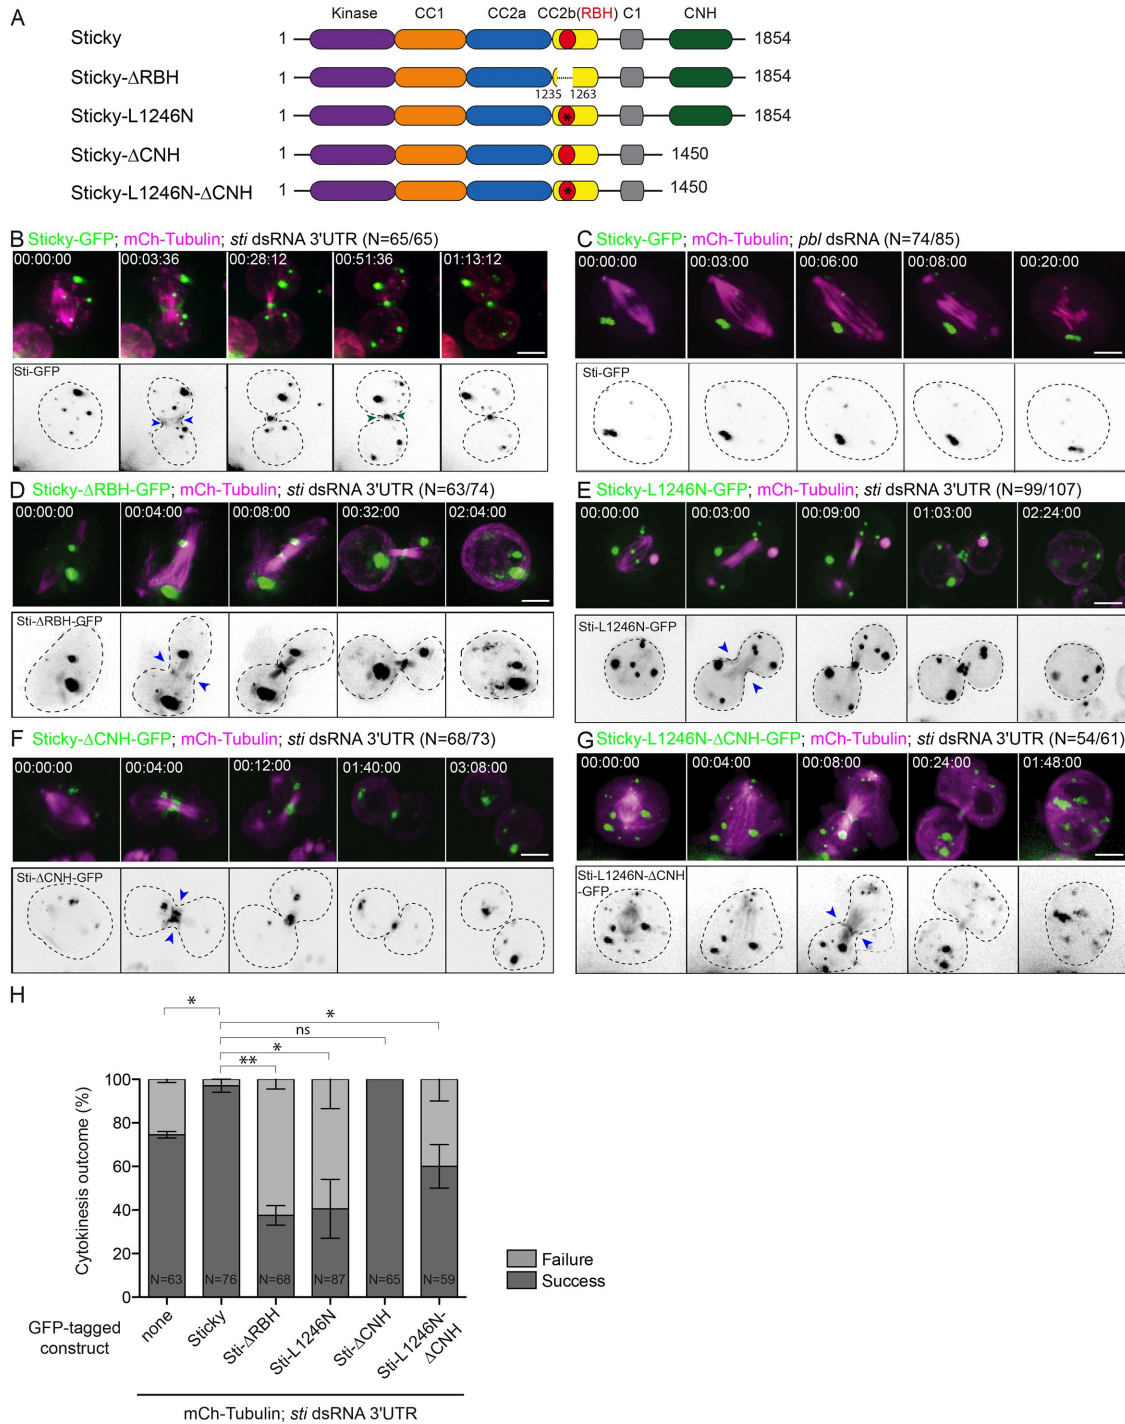 A
Kinase CC1 CC2a CC2b(RBH) C1 CNH
Sticky 1 1854
Sticky-ΔRBH 1 1854
1235 1263
Sticky-L1246N 1 * 1854
Sticky-ΔCNH 1 1450
Sticky-L1246N-ΔCNH 1 * 1450
B Sticky-GFP; mCh-Tubulin; sti dsRNA 3'UTR (N=65/65)
00:00:00 00:03:36 00:28:12 00:51:36 01:13:12
Sti-GFP
C Sticky-GFP; mCh-Tubulin; pbl dsRNA (N=74/85)
00:00:00 00:03:00 00:06:00 00:08:00 00:20:00
Sti-GFP
D Sticky-ΔRBH-GFP; mCh-Tubulin; sti dsRNA 3'UTR (N=63/74)
00:00:00 00:04:00 00:08:00 00:32:00 02:04:00
Sti-ΔRBH-GFP
E Sticky-L1246N-GFP; mCh-Tubulin; sti dsRNA 3'UTR (N=99/107)
00:00:00 00:03:00 00:09:00 01:03:00 02:24:00
Sti-L1246N-GFP
F Sticky-ΔCNH-GFP; mCh-Tubulin; sti dsRNA 3'UTR (N=68/73)
00:00:00 00:04:00 00:12:00 01:40:00 03:08:00
Sti-ΔCNH-GFP
G Sticky-L1246N-ΔCNH-GFP; mCh-Tubulin; sti dsRNA 3'UTR (N=54/61)
00:00:00 00:04:00 00:08:00 00:24:00 01:48:00
Sti-L1246N-ΔCNH
-GFP
H
*
*
ns
*
**
Cytokinesis outcome (%)
100
80
60
40
20
0
N=63 N=76 N=68 N=87 N=65 N=59
Failure
Success
GFP-tagged
construct
none
Sticky
Sti-ΔRBH
Sti-L1246N
Sti-ΔCNH
Sti-L1246N-
ΔCNH
mCh-Tubulin; sti dsRNA 3'UTR